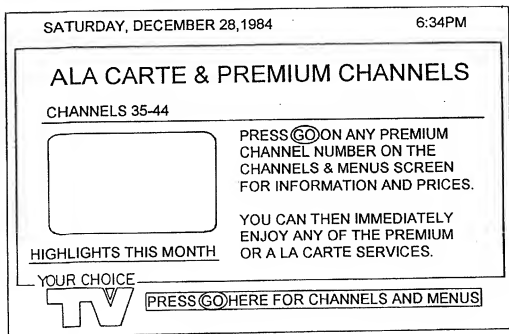 SATURDAY, DECEMBER 28,1984 6:34PM
ALA CARTE & PREMIUM CHANNELS
CHANNELS 35-44
PRESS GO ON ANY PREMIUM
CHANNEL NUMBER ON THE
CHANNELS & MENUS SCREEN
FOR INFORMATION AND PRICES.
YOU CAN THEN IMMEDIATELY
ENJOY ANY OF THE PREMIUM
OR A LA CARTE SERVICES.
HIGHLIGHTS THIS MONTH
YOUR CHOICE
TV
PRESS GO HERE FOR CHANNELS AND MENUS